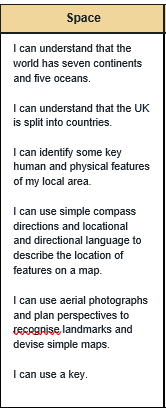 Space
I can understand that the
world has seven continents
and five oceans.
I can understand that the UK
is split into countries.
I can identify some key
human and physical features
of my local area.
I can use simple compass
directions and locational
and directional language to
describe the location of
features on a map.
I can use aerial photographs
and plan perspectives to
recognise landmarks and
devise simple maps.
I can use a key.